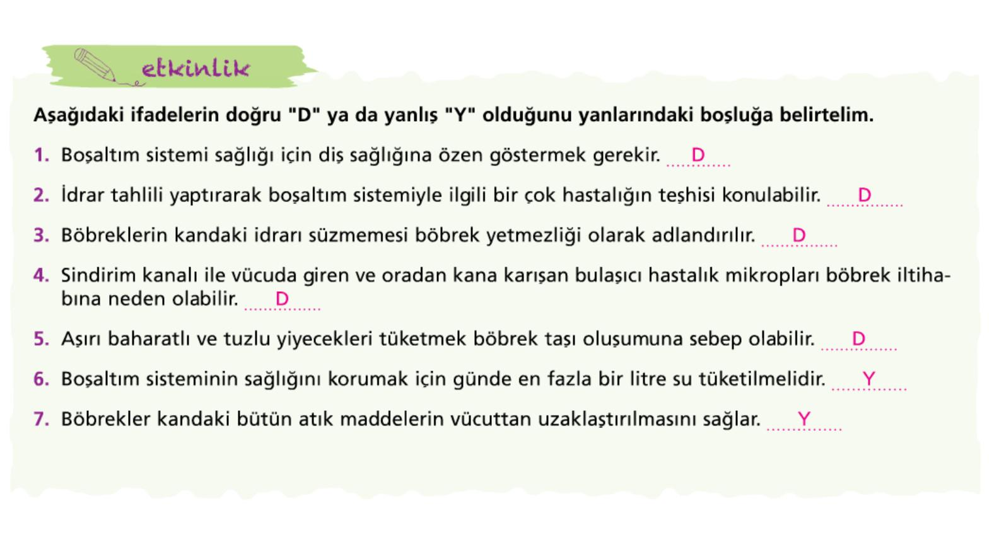 etkinlik
Aşağıdaki ifadelerin doğru "D" ya da yanlış "Y" olduğunu yanlarındaki boşluğa belirtelim.
1. Boşaltım sistemi sağlığı için diş sağlığına özen göstermek gerekir. D
2. İdrar tahlili yaptırarak boşaltım sistemiyle ilgili bir çok hastalığın teşhisi konulabilir. D
3. Böbreklerin kandaki idrarı süzmemesi böbrek yetmezliği olarak adlandırılır. D
4. Sindirim kanalı ile vücuda giren ve oradan kana karışan bulaşıcı hastalık mikropları böbrek iltiha-
bına neden olabilir. D
5. Aşırı baharatlı ve tuzlu yiyecekleri tüketmek böbrek taşı oluşumuna sebep olabilir. D
6. Boşaltım sisteminin sağlığını korumak için günde en fazla bir litre su tüketilmelidir. Y
7. Böbrekler kandaki bütün atık maddelerin vücuttan uzaklaştırılmasını sağlar. Y